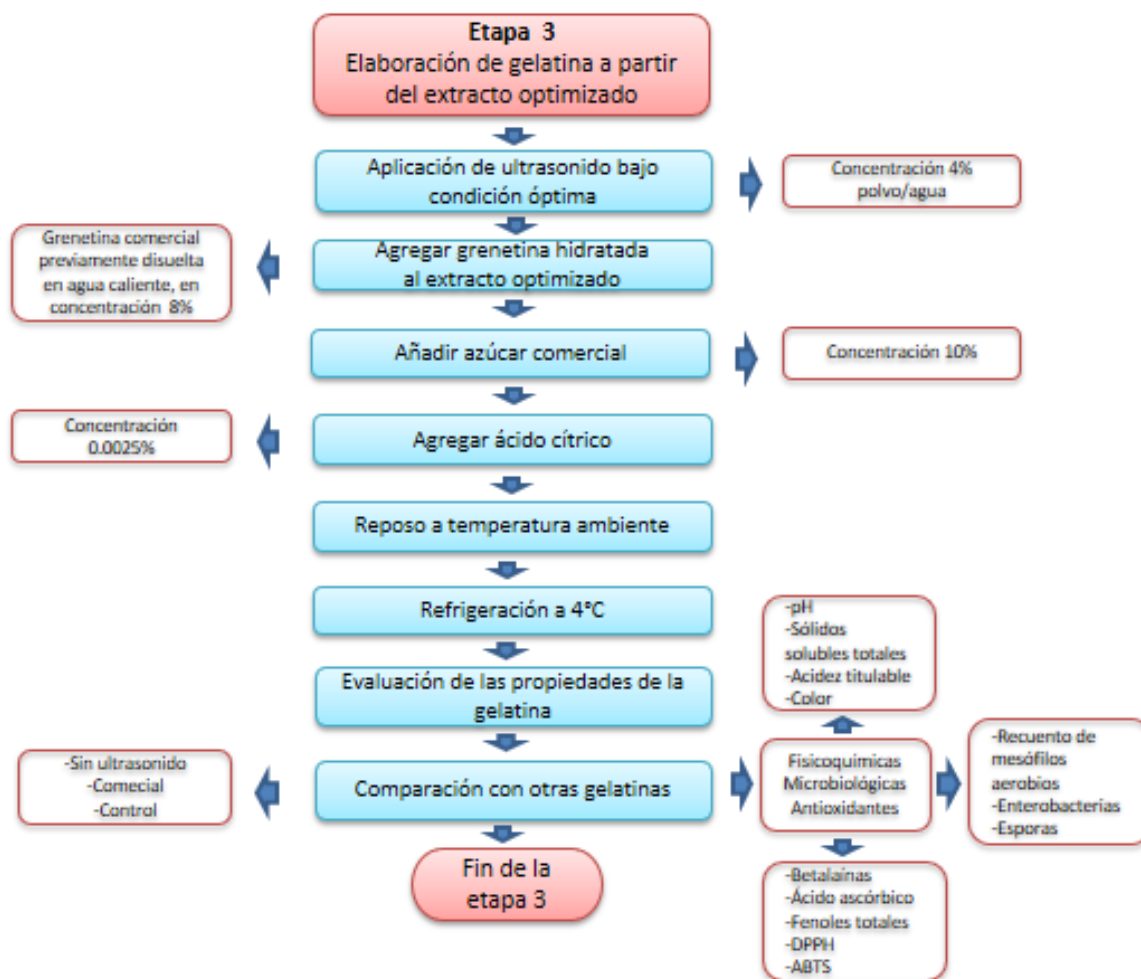 Etapa 3
Elaboración de gelatina a partir
del extracto optimizado
Aplicación de ultrasonido bajo
condición óptima
Concentración 4%
polvo/agua
Grenetina comercial
previamente disuelta
en agua caliente, en
concentración 8%
Agregar grenetina hidratada
al extracto optimizado
Añadir azúcar comercial
Concentración 10%
Concentración
0.0025%
Agregar ácido cítrico
Reposo a temperatura ambiente
Refrigeración a 4°C
Evaluación de las propiedades de la
gelatina
-pH
-Sólidos
solubles totales
-Acidez titulable
-Color
-Sin ultrasonido
-Comecial
-Control
Comparación con otras gelatinas
Fisicoquímicas
Microbiológicas
Antioxidantes
-Recuento de
mesófilos
aerobios
-Enterobacterias
-Esporas
Fin de la
etapa 3
-Betalaínas
-Ácido ascórbico
-Fenoles totales
-DPPH
-ABTS